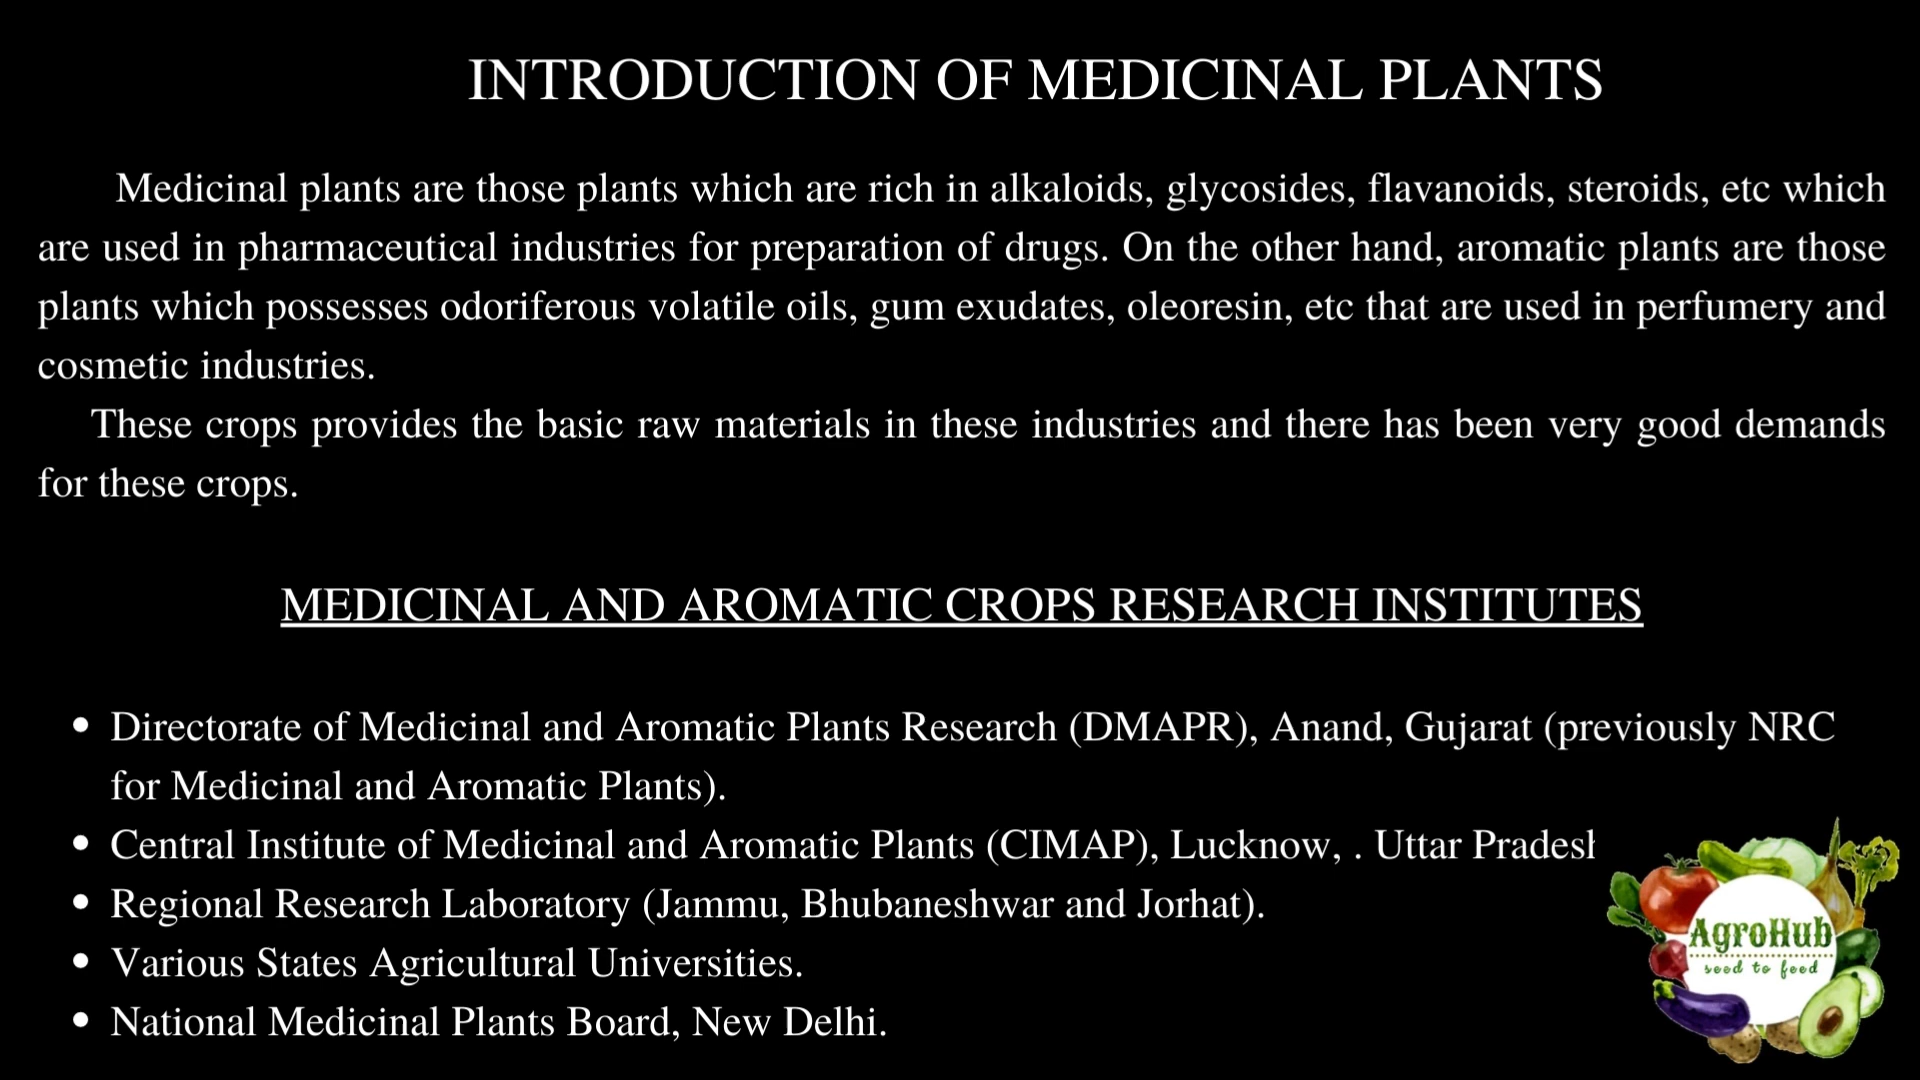 INTRODUCTION OF MEDICINAL PLANTS
Medicinal plants are those plants which are rich in alkaloids, glycosides, flavanoids, steroids, etc which
are used in pharmaceutical industries for preparation of drugs. On the other hand, aromatic plants are those
plants which possesses odoriferous volatile oils, gum exudates, oleoresin, etc that are used in perfumery and
cosmetic industries.
These crops provides the basic raw materials in these industries and there has been very good demands
for these crops.
MEDICINAL AND AROMATIC CROPS RESEARCH INSTITUTES
• Directorate of Medicinal and Aromatic Plants Research (DMAPR), Anand, Gujarat (previously NRC
for Medicinal and Aromatic Plants).
• Central Institute of Medicinal and Aromatic Plants (CIMAP), Lucknow, . Uttar Pradesh
• Regional Research Laboratory (Jammu, Bhubaneshwar and Jorhat).
• Various States Agricultural Universities.
• National Medicinal Plants Board, New Delhi.
AgroHub
seed to feed